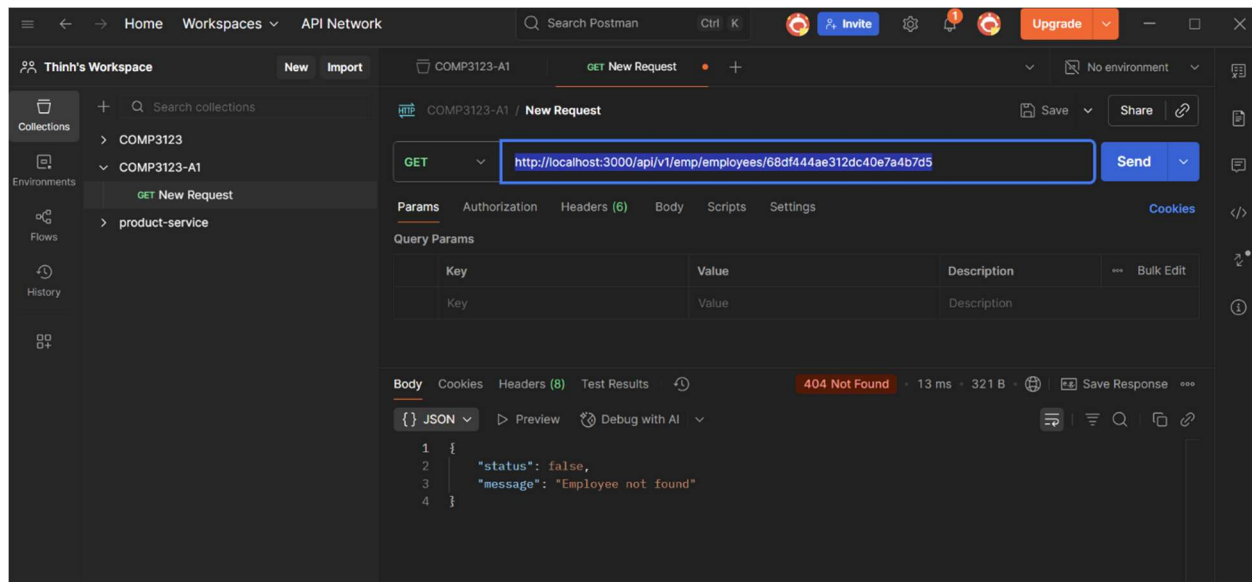 Home Workspaces API Network Search Postman Ctrl K Invite 1 Upgrade
Thinh's Workspace New Import COMP3123-A1 GET New Request No environment
Collections
Environments
Flows
History
Search collections
COMP3123
COMP3123-A1
GET New Request
product-service
HTTP COMP3123-A1 / New Request Save Share
GET http://localhost:3000/api/v1/emp/employees/68df444ae312dc40e7a4b7d5 Send
Params Authorization Headers (6) Body Scripts Settings Cookies
Query Params
Key Value Description Bulk Edit
Key Value Description
Body Cookies Headers (8) Test Results 404 Not Found 13 ms 321 B e.g. Save Response
{} JSON Preview Debug with AI
1 {
2 "status": false,
3 "message": "Employee not found"
4 }